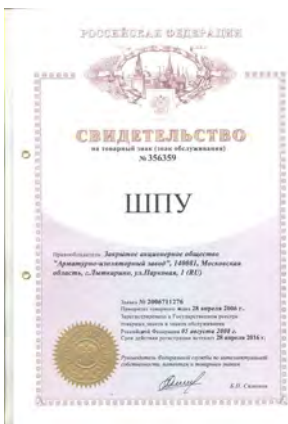 РОССИЙСКАЯ ФЕДЕРАЦИЯ
СВИДЕТЕЛЬСТВО
на товарный знак (знак обслуживания)
№ 356359
ШПУ
Правообладатель: Закрытое акционерное общество
"Арматурно-изоляторный завод", 140081, Московская
область, г.Лыткарино, ул.Парковая, 1 (RU)
Заявка № 2006711270
Приоритет товарного знака 28 апреля 2006 г.
Зарегистрировано в Государственном реестре
товарных знаков и знаков обслуживания
Российской Федерации 01 августа 2008 г.
Срок действия регистрации истекает 28 апреля 2016 г.
Руководитель Федеральной службы по интеллектуальной
собственности, патентам и товарным знакам
Б.П. Симонов